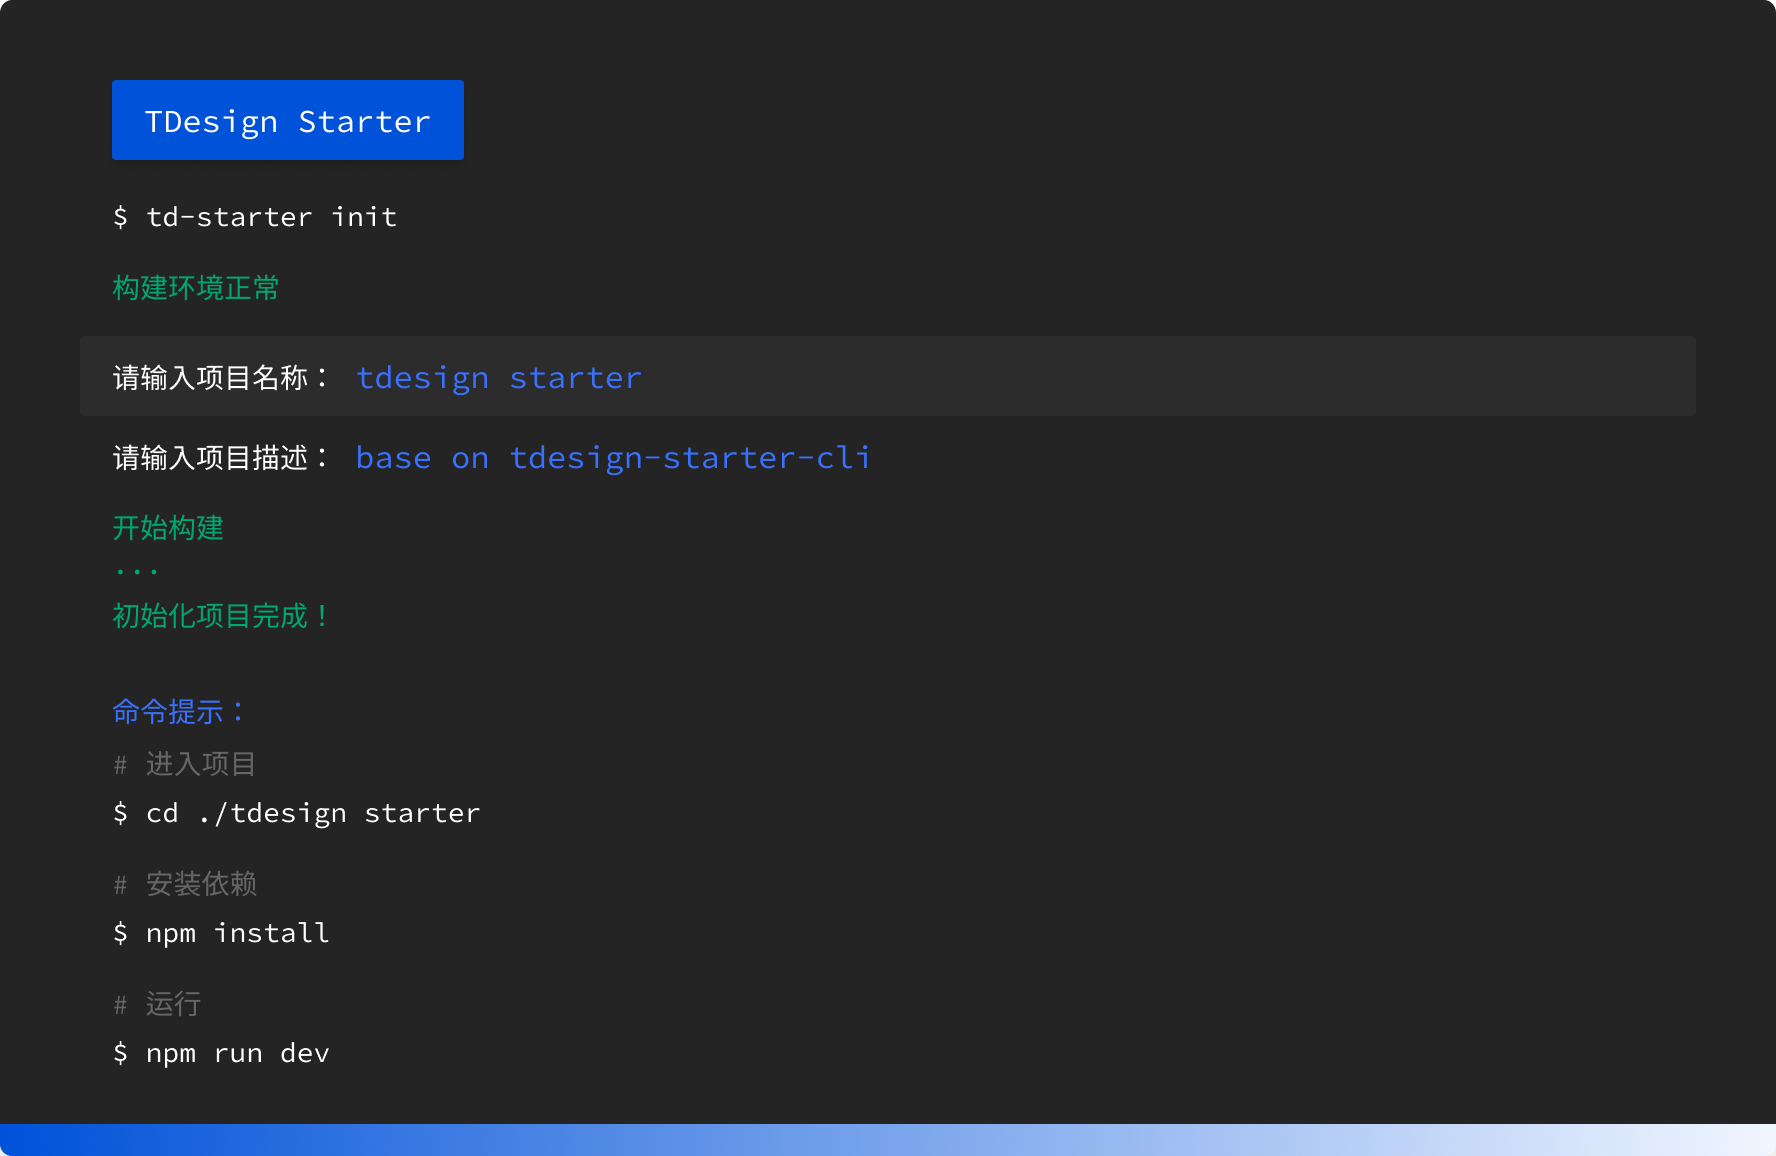 TDesign Starter
$ td-starter init
构建环境正常
请输入项目名称： tdesign starter
请输入项目描述： base on tdesign-starter-cli
开始构建
...
初始化项目完成！
命令提示：
# 进入项目
$ cd ./tdesign starter
# 安装依赖
$ npm install
# 运行
$ npm run dev